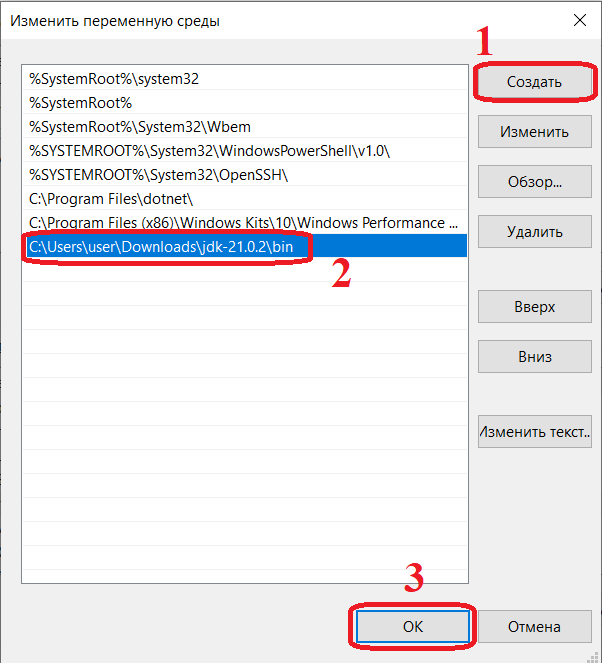 Изменить переменную среды
1
%SystemRoot%\system32
Создать
%SystemRoot%
%SystemRoot%\System32\Wbem
Изменить
%SYSTEMROOT%\System32\WindowsPowerShell\v1.0\
%SYSTEMROOT%\System32\OpenSSH\
Обзор...
C:\Program Files\dotnet\
C:\Program Files (x86)\Windows Kits\10\Windows Performance ...
Удалить
C:\Users\user\Downloads\jdk-21.0.2\bin
2
Вверх
Вниз
Изменить текст..
3
ОК
Отмена